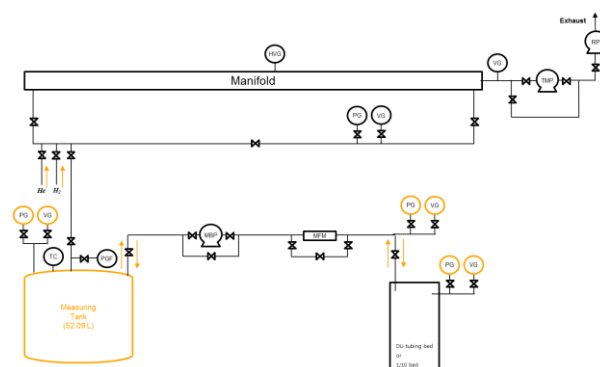 Exhaust
RP
HVG
VG
TMP
Manifold
PG VG
He H2
PG VG
TC
PGF
MBP
MFM
PG VG
PG VG
Measuring
Tank
(52.09 L)
DU tubing bed
or
1/10 bed